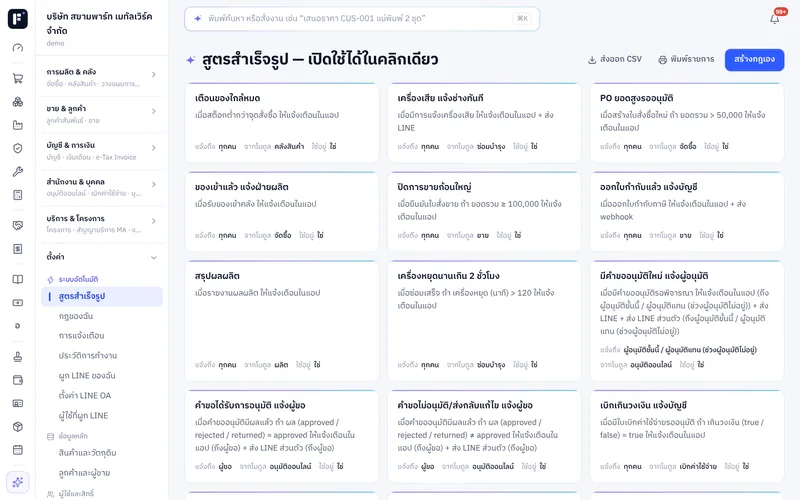 บริษัท สยามพาร์ท เมทัลเวิร์ค จำกัด
demo
การผลิต & คลัง
จัดซื้อ · คลังสินค้า · วางแผนการ...
ขาย & ลูกค้า
ลูกค้าสัมพันธ์ · ขาย
บัญชี & การเงิน
บัญชี · เงินเดือน · e-Tax Invoice
สำนักงาน & บุคคล
อนุมัติออนไลน์ · เบิกค่าใช้จ่าย · บุ...
บริการ & โครงการ
โครงการ · สัญญาบริการ MA · จ...
ตั้งค่า
ระบบอัตโนมัติ
สูตรสำเร็จรูป
กฎของฉัน
การแจ้งเตือน
ประวัติการทำงาน
ผูก LINE ของฉัน
ตั้งค่า LINE OA
ผู้ใช้ที่ผูก LINE
ข้อมูลหลัก
สินค้าและวัตถุดิบ
ลูกค้าและผู้ขาย
ผู้ใช้และสิทธิ์
พิมพ์ค้นหา หรือสั่งงาน เช่น “เสนอราคา CUS-001 แม่พิมพ์ 2 ชุด”
⌘K
99+
สูตรสำเร็จรูป — เปิดใช้ได้ในคลิกเดียว
ส่งออก CSV
พิมพ์รายการ
สร้างกฎเอง
เตือนของใกล้หมด
เมื่อสต็อกต่ำกว่าจุดสั่งซื้อ ให้แจ้งเตือนในแอป
แจ้งถึง ทุกคน จากโมดูล คลังสินค้า ใช้อยู่ ใช่
เครื่องเสีย แจ้งช่างทันที
เมื่อมีการแจ้งเครื่องเสีย ให้แจ้งเตือนในแอป + ส่ง LINE
แจ้งถึง ทุกคน จากโมดูล ซ่อมบำรุง ใช้อยู่ ใช่
PO ยอดสูงรออนุมัติ
เมื่อสร้างใบสั่งซื้อใหม่ ถ้า ยอดรวม > 50,000 ให้แจ้งเตือนในแอป
แจ้งถึง ทุกคน จากโมดูล จัดซื้อ ใช้อยู่ ใช่
ของเข้าแล้ว แจ้งฝ่ายผลิต
เมื่อรับของเข้าคลัง ให้แจ้งเตือนในแอป
แจ้งถึง ทุกคน จากโมดูล จัดซื้อ ใช้อยู่ ใช่
ปิดการขายก้อนใหญ่
เมื่อยืนยันใบสั่งขาย ถ้า ยอดรวม ≥ 100,000 ให้แจ้งเตือนในแอป
แจ้งถึง ทุกคน จากโมดูล ขาย ใช้อยู่ ใช่
ออกใบกำกับแล้ว แจ้งบัญชี
เมื่อออกใบกำกับภาษี ให้แจ้งเตือนในแอป + ส่ง webhook
แจ้งถึง ทุกคน จากโมดูล ขาย ใช้อยู่ ใช่
สรุปผลผลิต
เมื่อรายงานผลผลิต ให้แจ้งเตือนในแอป
แจ้งถึง ทุกคน จากโมดูล ผลิต ใช้อยู่ ใช่
เครื่องหยุดนานเกิน 2 ชั่วโมง
เมื่อซ่อมเสร็จ ถ้า เครื่องหยุด (นาที) > 120 ให้แจ้งเตือนในแอป
แจ้งถึง ทุกคน จากโมดูล ซ่อมบำรุง ใช้อยู่ ใช่
มีคำขออนุมัติใหม่ แจ้งผู้อนุมัติ
เมื่อมีคำขออนุมัติรอพิจารณา ให้แจ้งเตือนในแอป (ถึงผู้อนุมัติขั้นนี้ / ผู้อนุมัติแทน (ช่วงผู้อนุมัติไม่อยู่)) + ส่ง LINE + ส่ง LINE ส่วนตัว (ถึงผู้อนุมัติขั้นนี้ / ผู้อนุมัติแทน (ช่วงผู้อนุมัติไม่อยู่))
แจ้งถึง ผู้อนุมัติขั้นนี้ / ผู้อนุมัติแทน (ช่วงผู้อนุมัติไม่อยู่)
จากโมดูล อนุมัติออนไลน์ ใช้อยู่ ใช่
คำขอได้รับการอนุมัติ แจ้งผู้ขอ
เมื่อคำขออนุมัติมีผลแล้ว ถ้า ผล (approved / rejected / returned) = approved ให้แจ้งเตือนในแอป (ถึงผู้ขอ) + ส่ง LINE ส่วนตัว (ถึงผู้ขอ)
แจ้งถึง ผู้ขอ จากโมดูล อนุมัติออนไลน์ ใช้อยู่ ใช่
คำขอไม่อนุมัติ/ส่งกลับแก้ไข แจ้งผู้ขอ
เมื่อคำขออนุมัติมีผลแล้ว ถ้า ผล (approved / rejected / returned) ≠ approved ให้แจ้งเตือนในแอป (ถึงผู้ขอ) + ส่ง LINE ส่วนตัว (ถึงผู้ขอ)
แจ้งถึง ผู้ขอ จากโมดูล อนุมัติออนไลน์ ใช้อยู่ ใช่
เบิกเกินวงเงิน แจ้งบัญชี
เมื่อมีใบเบิกค่าใช้จ่ายรออนุมัติ ถ้า เกินวงเงิน (true / false) = true ให้แจ้งเตือนในแอป
แจ้งถึง ทุกคน จากโมดูล เบิกค่าใช้จ่าย ใช้อยู่ ใช่